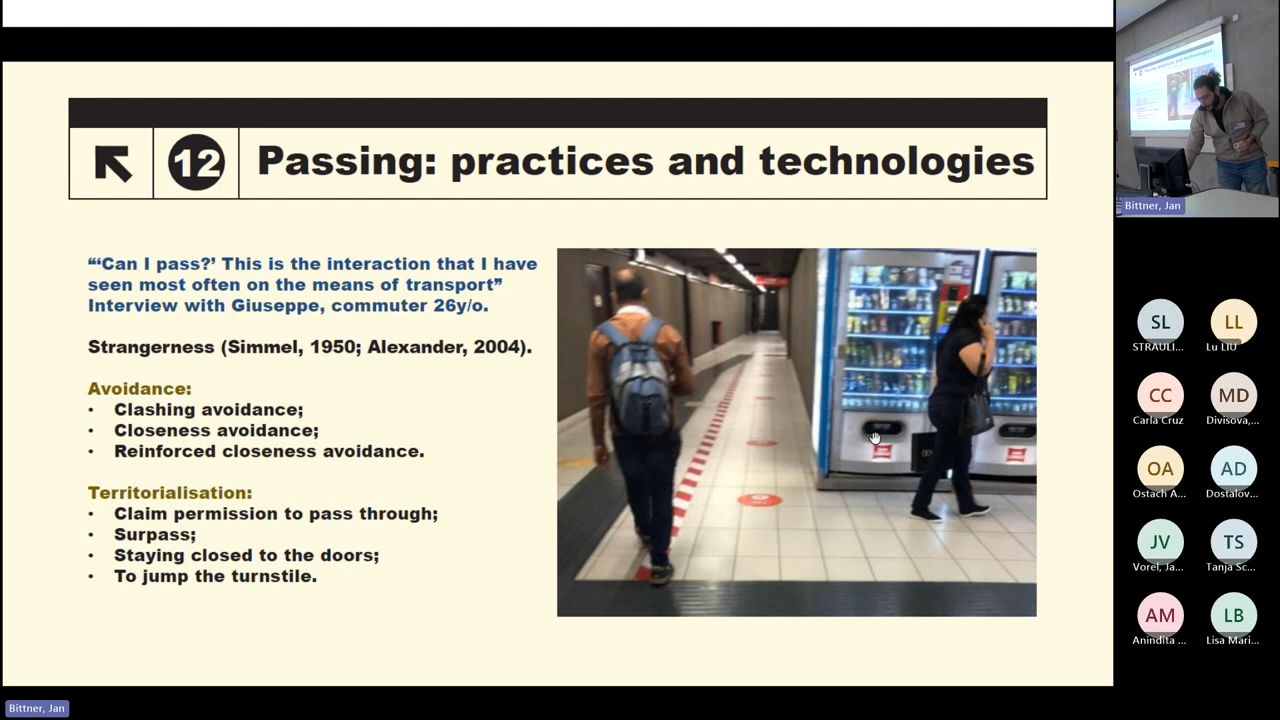 12
Passing: practices and technologies
“‘Can I pass?’ This is the interaction that I have
seen most often on the means of transport”
Interview with Giuseppe, commuter 26y/o.
Strangerness (Simmel, 1950; Alexander, 2004).
Avoidance:
• Clashing avoidance;
• Closeness avoidance;
• Reinforced closeness avoidance.
Territorialisation:
• Claim permission to pass through;
• Surpass;
• Staying closed to the doors;
• To jump the turnstile.
Bittner, Jan
SL
STRAULI...
LL
Lu LIU
CC
Carla Cruz
MD
Divisova,...
OA
Ostach A...
AD
Dostalov...
JV
Vorel, Ja...
TS
Tanja Sc...
AM
Anindita ...
LB
Lisa Mari...
Bittner, Jan